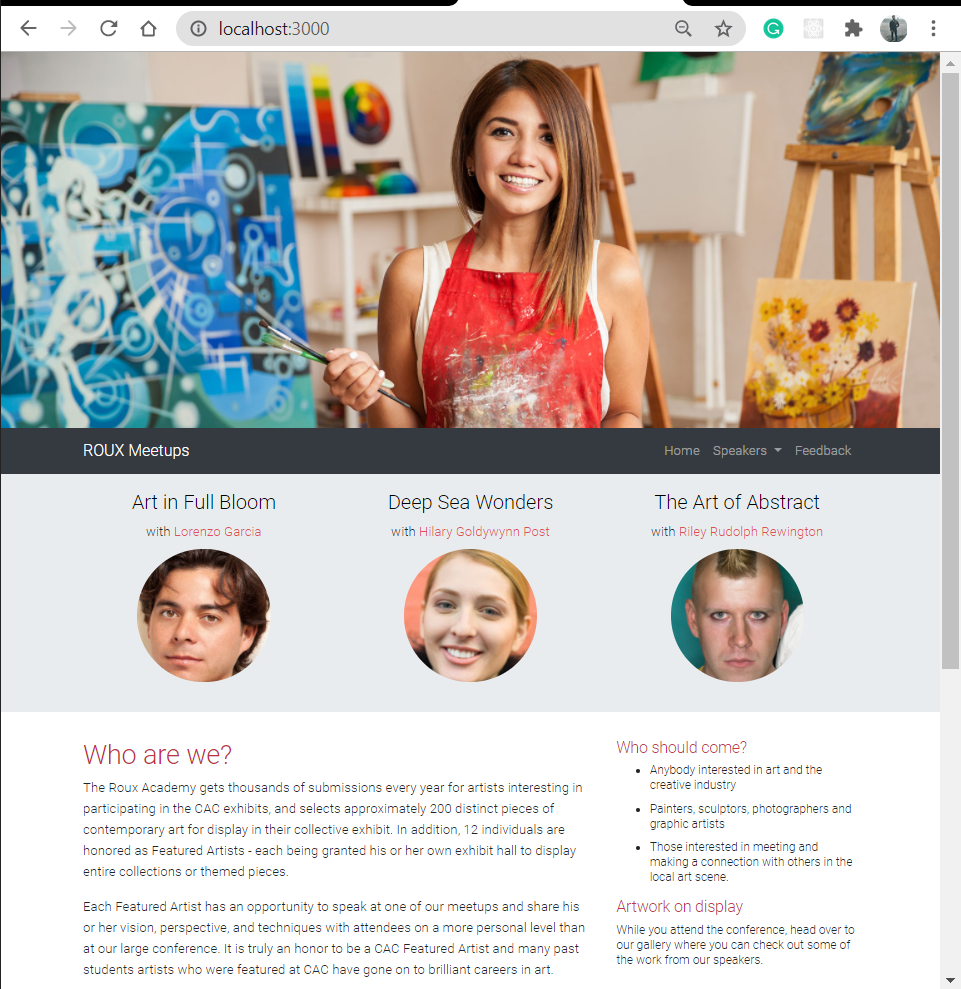 localhost:3000
ROUX Meetups
Home Speakers Feedback
Art in Full Bloom
with Lorenzo Garcia
Deep Sea Wonders
with Hilary Goldywynn Post
The Art of Abstract
with Riley Rudolph Rewington
Who are we?
The Roux Academy gets thousands of submissions every year for artists interesting in
participating in the CAC exhibits, and selects approximately 200 distinct pieces of
contemporary art for display in their collective exhibit. In addition, 12 individuals are
honored as Featured Artists - each being granted his or her own exhibit hall to display
entire collections or themed pieces.
Each Featured Artist has an opportunity to speak at one of our meetups and share his
or her vision, perspective, and techniques with attendees on a more personal level than
at our large conference. It is truly an honor to be a CAC Featured Artist and many past
students artists who were featured at CAC have gone on to brilliant careers in art.
Who should come?
Anybody interested in art and the
creative industry
Painters, sculptors, photographers and
graphic artists
Those interested in meeting and
making a connection with others in the
local art scene.
Artwork on display
While you attend the conference, head over to
our gallery where you can check out some of
the work from our speakers.